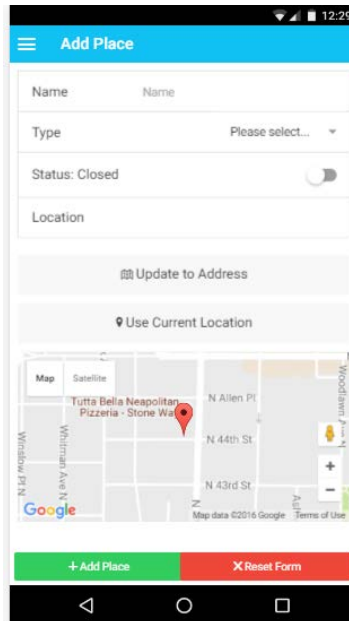 12:29
Add Place
Name Name
Type Please select...
Status: Closed
Location
Update to Address
Use Current Location
Map Satellite
Tutta Bella Neapolitan
Pizzeria - Stone Way
N Allen Pl
N 44th St
N 43rd St
Winslow Pl N
Whitman Ave N
Woodlawn Ave N
N
+
−
Google
Map data ©2016 Google Terms of Use
+ Add Place
X Reset Form